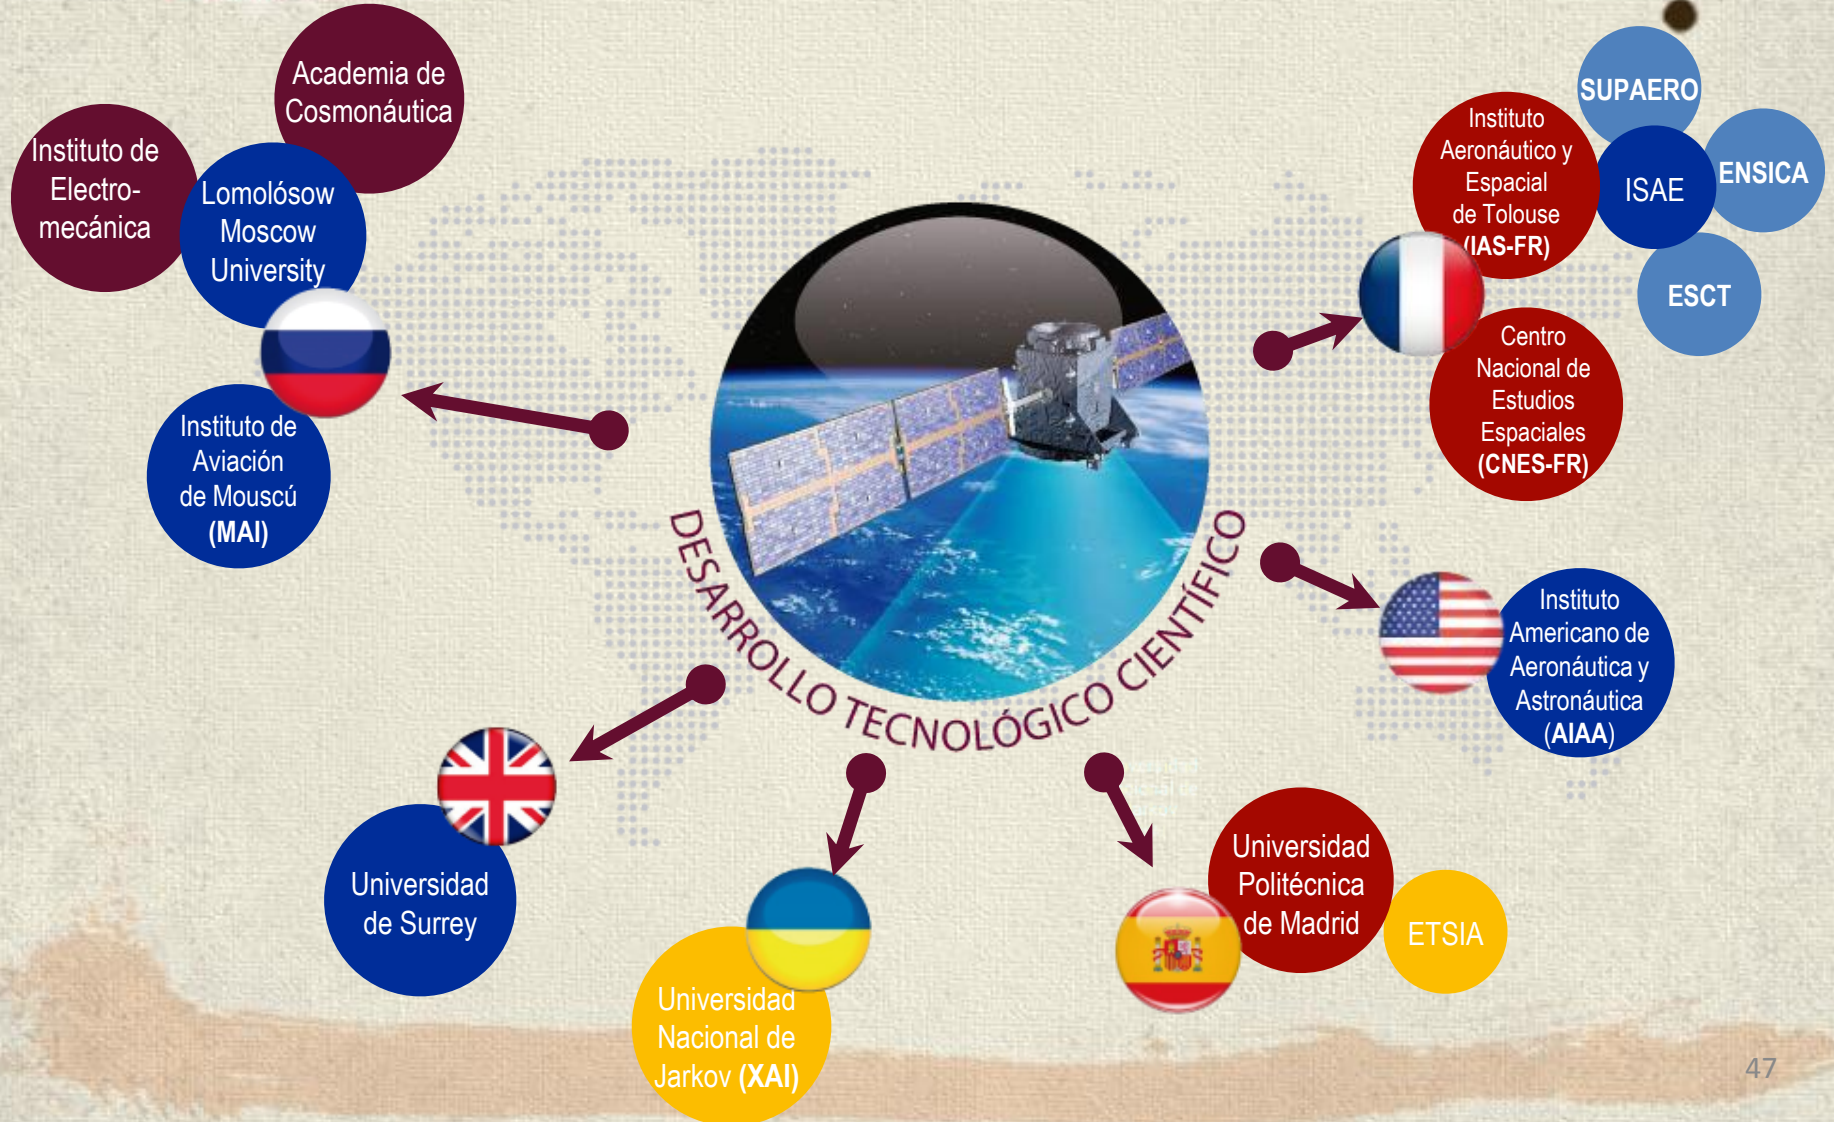 Academia de
Cosmonáutica
Instituto de
Electro-
mecánica
Lomolósow
Moscow
University
Instituto de
Aviación
de Mouscú
(MAI)
SUPAERO
Instituto
Aeronáutico y
Espacial
de Tolouse
(IAS-FR)
ISAE
ENSICA
ESCT
Centro
Nacional de
Estudios
Espaciales
(CNES-FR)
DESARROLLO TECNOLÓGICO CIENTÍFICO
Instituto
Americano de
Aeronáutica y
Astronáutica
(AIAA)
Universidad
de Surrey
Universidad
Nacional de
Jarkov (XAI)
Universidad
Politécnica
de Madrid
ETSIA
47